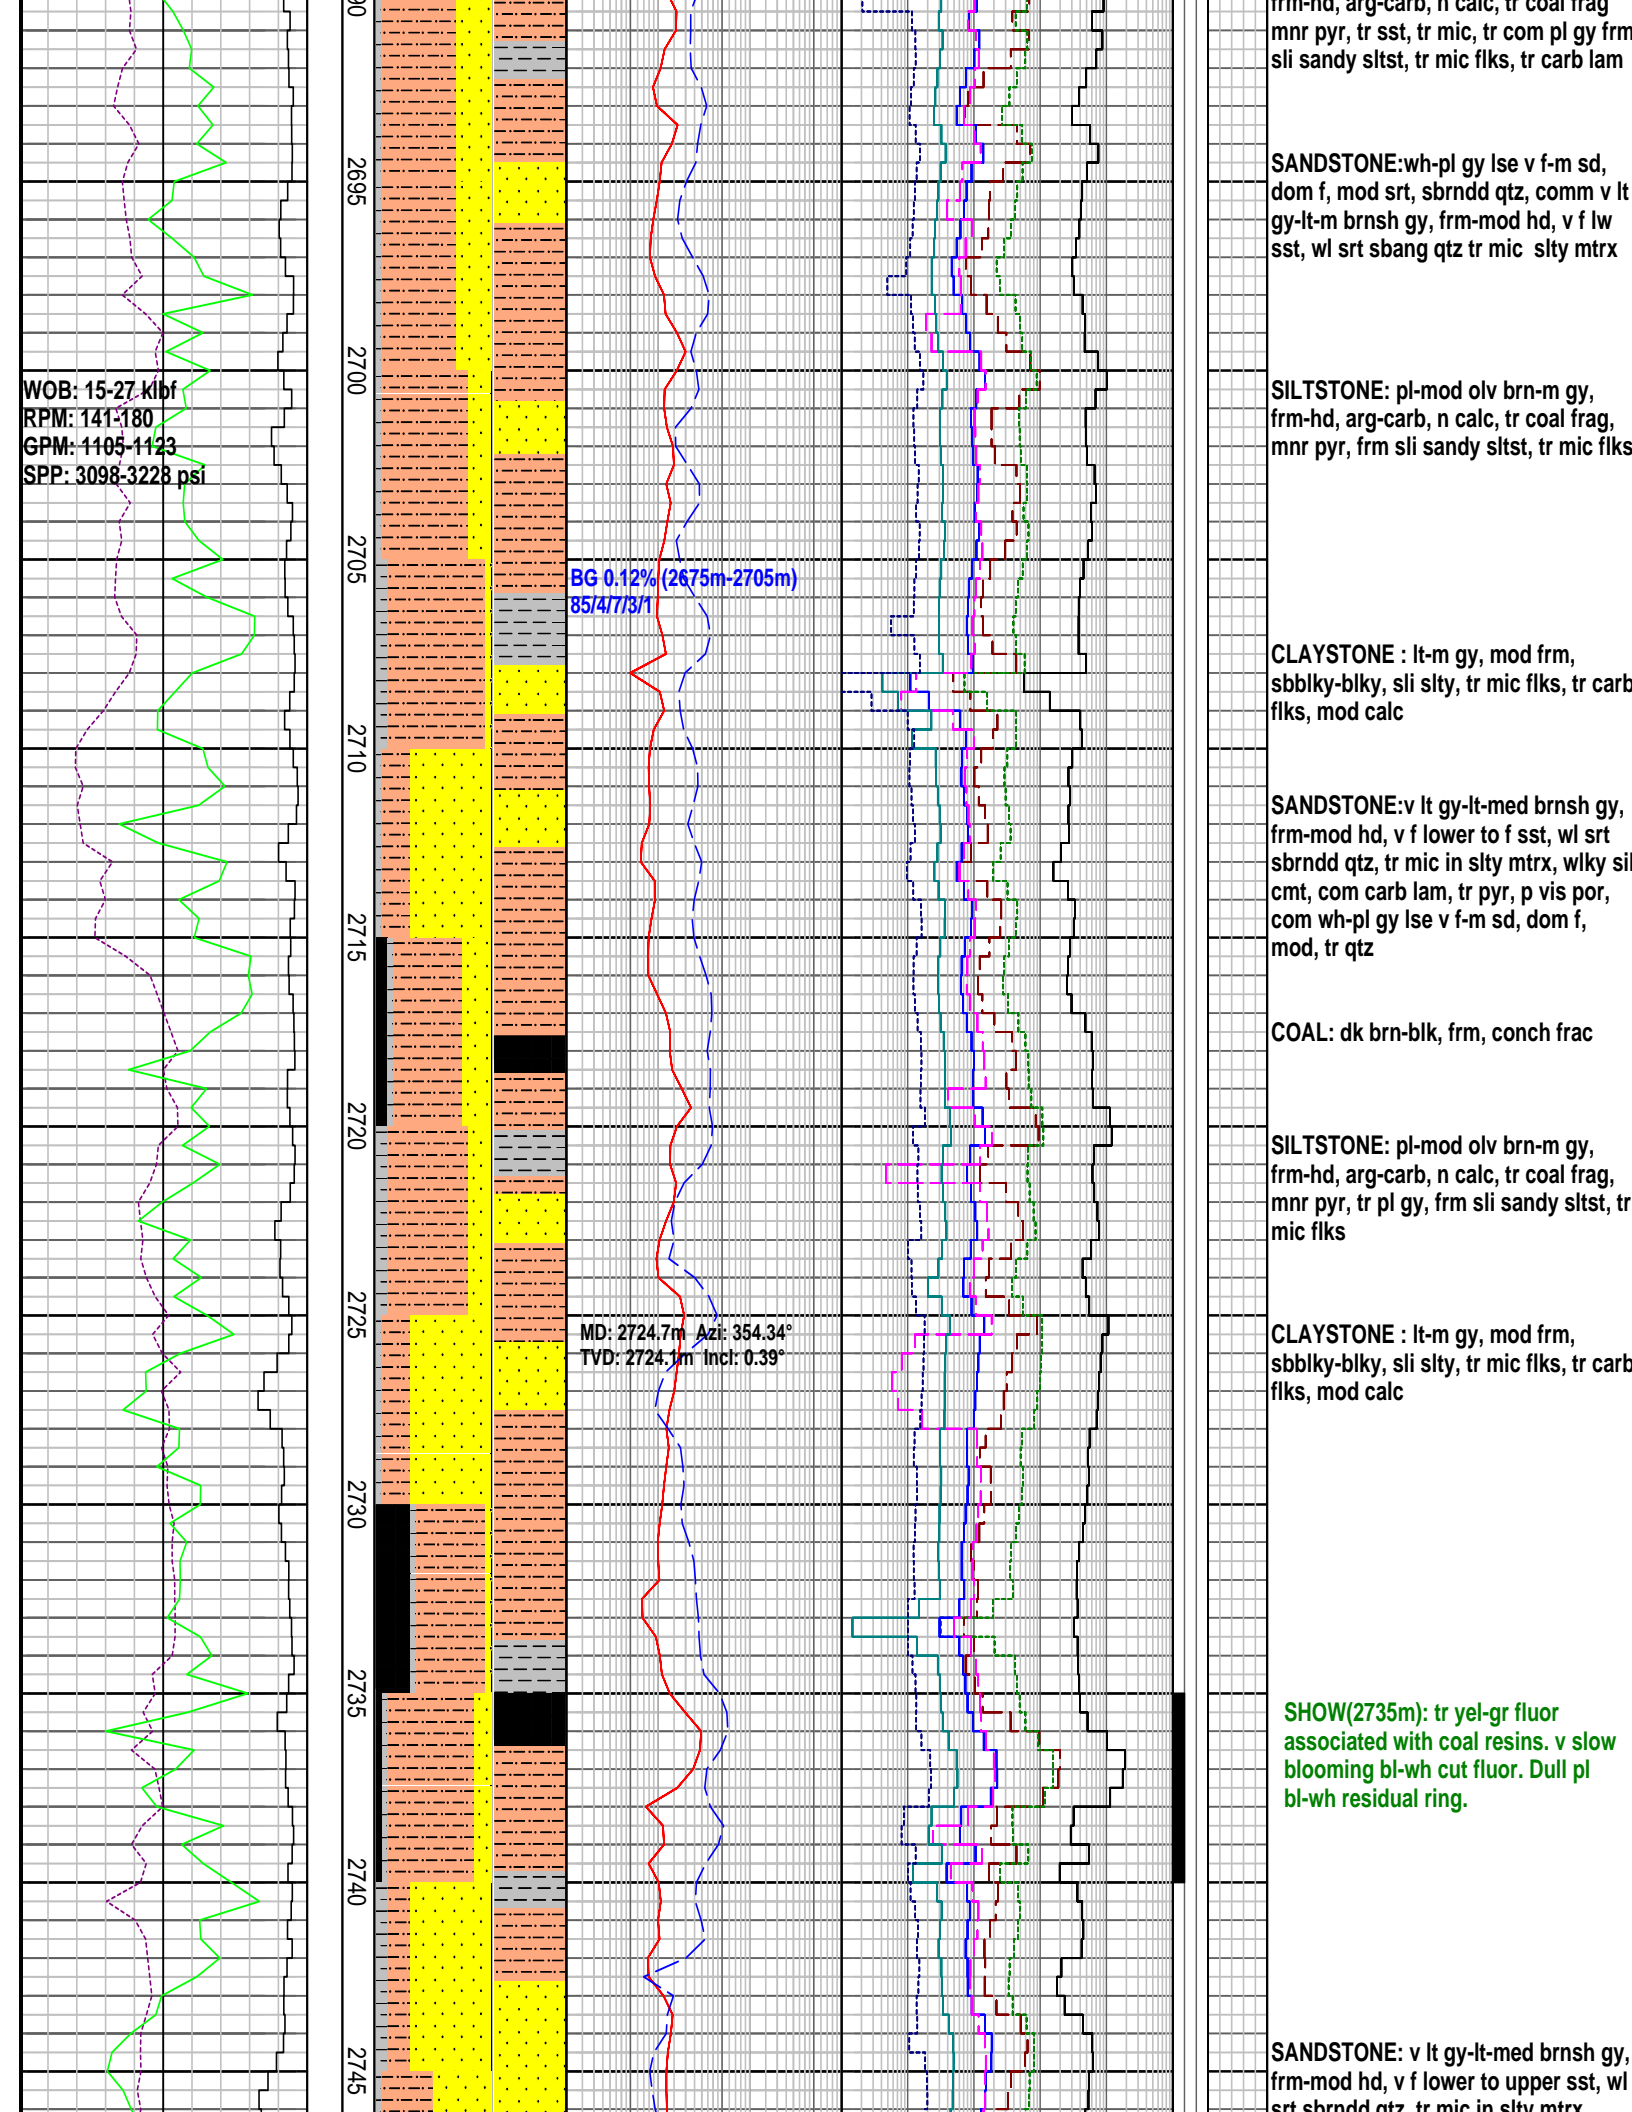 90
frm-hd, arg-carb, n calc, tr coal frag
mnr pyr, tr sst, tr mic, tr com pl gy frm
sli sandy sltst, tr mic flks, tr carb lam
2695
SANDSTONE:wh-pl gy lse v f-m sd,
dom f, mod srt, sbrndd qtz, comm v lt
gy-lt-m brnsh gy, frm-mod hd, v f lw
sst, wl srt sbang qtz tr mic slty mtrx
2700
WOB: 15-27 klbf
RPM: 141-180
GPM: 1105-1123
SPP: 3098-3228 psi
SILTSTONE: pl-mod olv brn-m gy,
frm-hd, arg-carb, n calc, tr coal frag,
mnr pyr, frm sli sandy sltst, tr mic flks
2705
BG 0.12% (2675m-2705m)
85/4/7/3/1
CLAYSTONE : lt-m gy, mod frm,
sbblky-blky, sli slty, tr mic flks, tr carb
flks, mod calc
2710
SANDSTONE:v lt gy-lt-med brnsh gy,
frm-mod hd, v f lower to f sst, wl srt
sbrndd qtz, tr mic in slty mtrx, wlky sil
cmt, com carb lam, tr pyr, p vis por,
com wh-pl gy lse v f-m sd, dom f,
mod, tr qtz
2715
COAL: dk brn-blk, frm, conch frac
2720
SILTSTONE: pl-mod olv brn-m gy,
frm-hd, arg-carb, n calc, tr coal frag,
mnr pyr, tr pl gy, frm sli sandy sltst, tr
mic flks
2725
MD: 2724.7m Azi: 354.34°
TVD: 2724.1m Incl: 0.39°
CLAYSTONE : lt-m gy, mod frm,
sbblky-blky, sli slty, tr mic flks, tr carb
flks, mod calc
2730
2735
SHOW(2735m): tr yel-gr fluor
associated with coal resins. v slow
blooming bl-wh cut fluor. Dull pl
bl-wh residual ring.
2740
2745
SANDSTONE: v lt gy-lt-med brnsh gy,
frm-mod hd, v f lower to upper sst, wl
srt sbrndd qtz, tr mic in slty mtrx